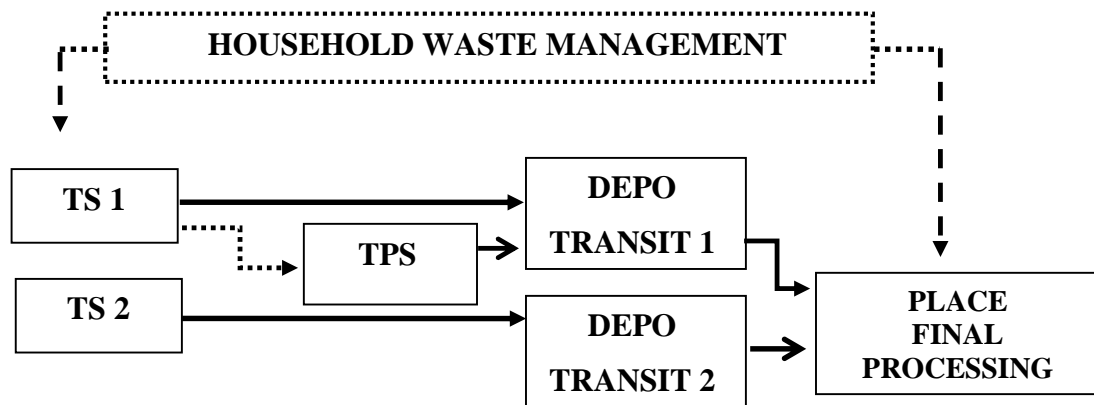 HOUSEHOLD WASTE MANAGEMENT
TS 1
DEPO
TRANSIT 1
TPS
TS 2
DEPO
TRANSIT 2
PLACE
FINAL
PROCESSING